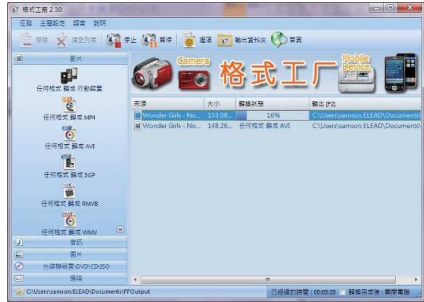 格式工廠 2.30
任務 主題設定 語言 說明
移除 清空列表 停止 暫停 選項 輸出資料夾 首頁
影片
任何格式 轉成 行動裝置
任何格式 轉成 MP4
任何格式 轉成 AVI
任何格式 轉成 3GP
任何格式 轉成 RMVB
任何格式 轉成 WMV
音訊
圖片
光碟機裝置\DVD\CD\ISO
進階
Camera
格式工厂
Mobile
device
來源 大小 轉檔狀態 輸出 [F2]
Wonder Girls - No... 153.08... 16% C:\Users\samson.ELEAD\Documents\
Wonder Girls - No... 148.26... 任何格式 轉成 AVI C:\Users\samson.ELEAD\Documents\
C:\Users\samson.ELEAD\Documents\FFOutput
已經過的時間 : 00:05:20 轉檔完成後 : 關閉電腦